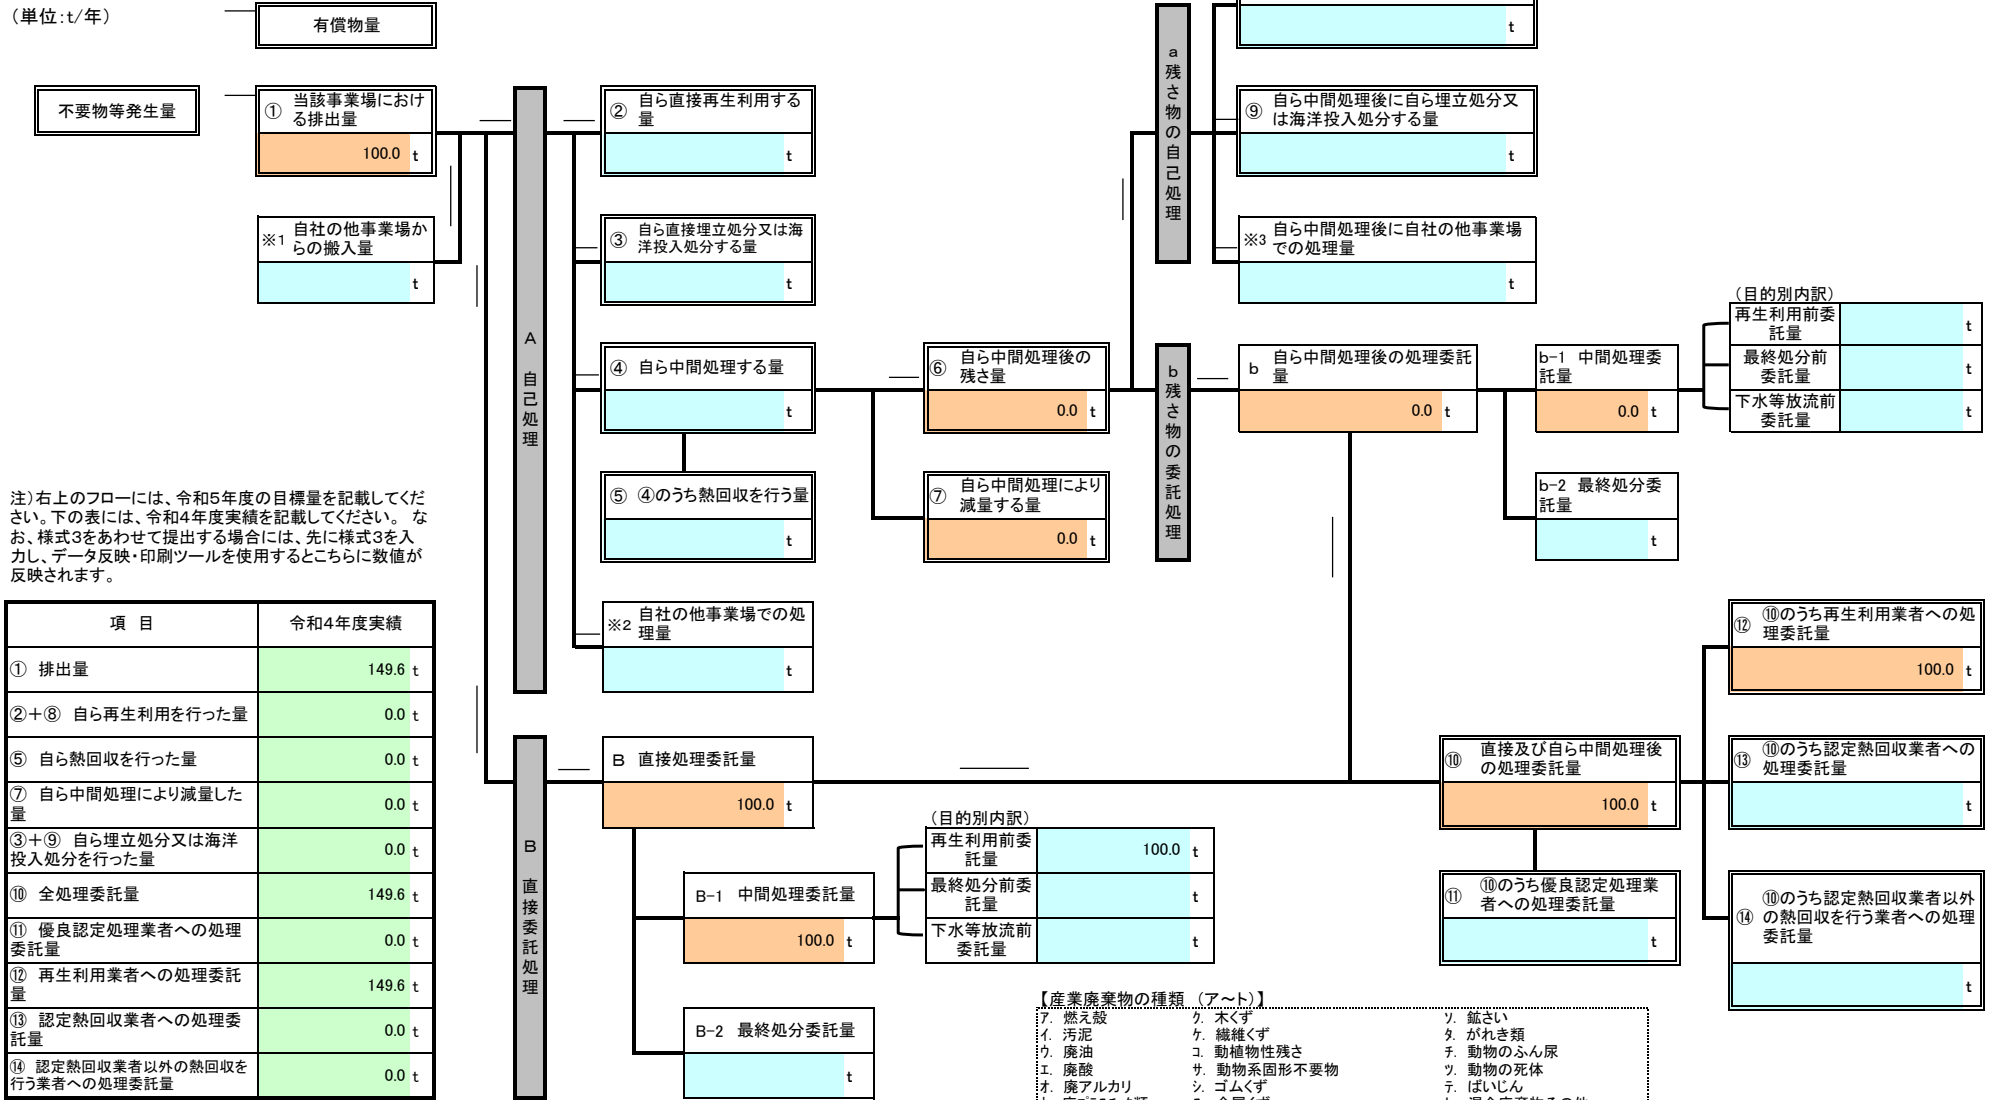 （単位：t/年）
有償物量
t
不要物等発生量
① 当該事業場におけ
る排出量
100.0 t
※1 自社の他事業場か
らの搬入量
t
A 自己処理
② 自ら直接再生利用する
量
t
③ 自ら直接埋立処分又は海
洋投入処分する量
t
④ 自ら中間処理する量
t
⑤ ④のうち熱回収を行う量
t
※2 自社の他事業場での処
理量
t
⑥ 自ら中間処理後の
残さ量
0.0 t
⑦ 自ら中間処理により
減量する量
0.0 t
a 残さ物の自己処理
⑨ 自ら中間処理後に自ら埋立処分又
は海洋投入処分する量
t
※3 自ら中間処理後に自社の他事業場
での処理量
t
b 残さ物の委託処理
b 自ら中間処理後の処理委託
量
0.0 t
b-1 中間処理委
託量
0.0 t
（目的別内訳）
再生利用前委
託量
t
最終処分前
委託量
t
下水等放流前
委託量
t
b-2 最終処分委
託量
t
注）右上のフローには、令和５年度の目標量を記載してくだ
さい。下の表には、令和４年度実績を記載してください。 な
お、様式３をあわせて提出する場合には、先に様式３を入
力し、データ反映・印刷ツールを使用するとこちらに数値が
反映されます。
項 目 令和４年度実績
① 排出量 149.6 t
②＋⑧ 自ら再生利用を行った量 0.0 t
⑤ 自ら熱回収を行った量 0.0 t
⑦ 自ら中間処理により減量した
量 0.0 t
③＋⑨ 自ら埋立処分又は海洋
投入処分を行った量 0.0 t
⑩ 全処理委託量 149.6 t
⑪ 優良認定処理業者への処理
委託量 0.0 t
⑫ 再生利用業者への処理委託
量 149.6 t
⑬ 認定熱回収業者への処理委
託量 0.0 t
⑭ 認定熱回収業者以外の熱回収を
行う業者への処理委託量 0.0 t
B 直接委託処理
B 直接処理委託量
100.0 t
B-1 中間処理委託量
100.0 t
（目的別内訳）
再生利用前委
託量
100.0 t
最終処分前委
託量
t
下水等放流前
委託量
t
B-2 最終処分委託量
t
⑩ 直接及び自ら中間処理後
の処理委託量
100.0 t
⑪ ⑩のうち優良認定処理業
者への処理委託量
t
⑫ ⑩のうち再生利用業者への処
理委託量
100.0 t
⑬ ⑩のうち認定熱回収業者への
処理委託量
t
⑭ ⑩のうち認定熱回収業者以外
の熱回収を行う業者への処理
委託量
t
【産業廃棄物の種類 （ア～ト）】
ア. 燃え殻 ク. 木くず ソ. 鉱さい
イ. 汚泥 ケ. 繊維くず タ. がれき類
ウ. 廃油 コ. 動植物性残さ チ. 動物のふん尿
エ. 廃酸 サ. 動物系固形不要物 ツ. 動物の死体
オ. 廃アルカリ シ. ゴムくず テ. ばいじん